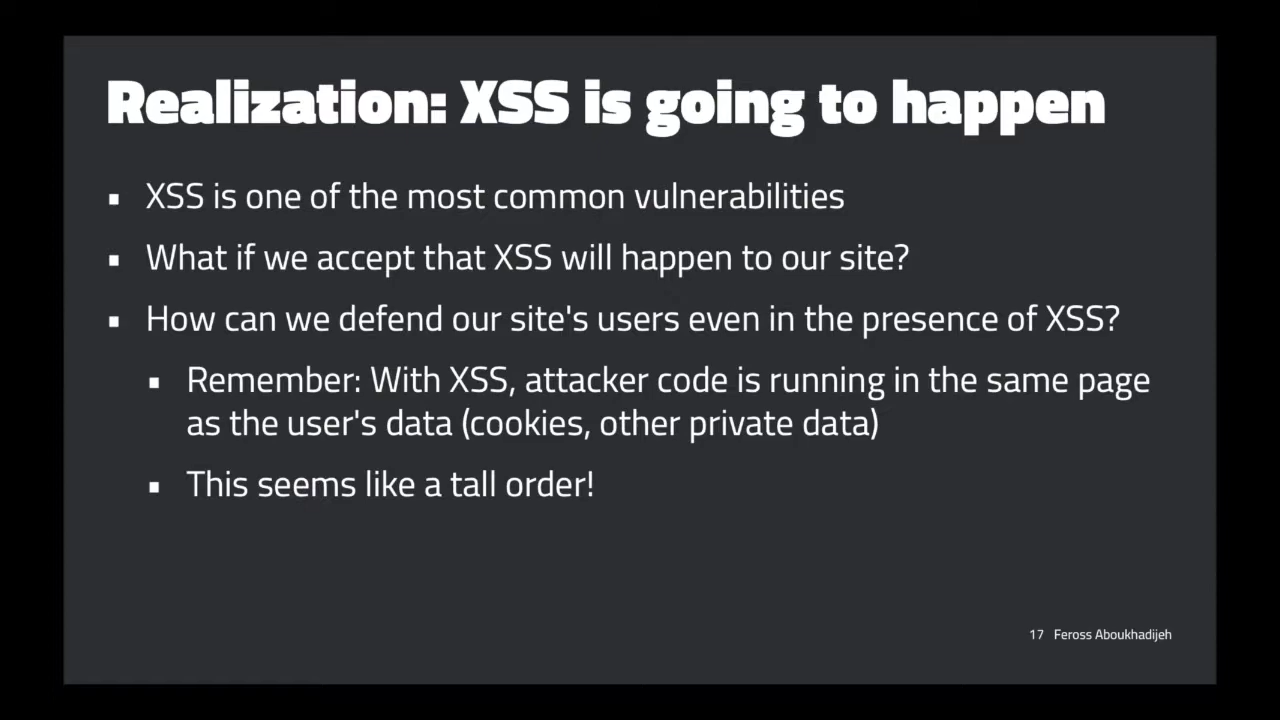 Realization: XSS is going to happen
▪ XSS is one of the most common vulnerabilities
▪ What if we accept that XSS will happen to our site?
▪ How can we defend our site's users even in the presence of XSS?
▪ Remember: With XSS, attacker code is running in the same page
as the user's data (cookies, other private data)
▪ This seems like a tall order!
17 Feross Aboukhadijeh